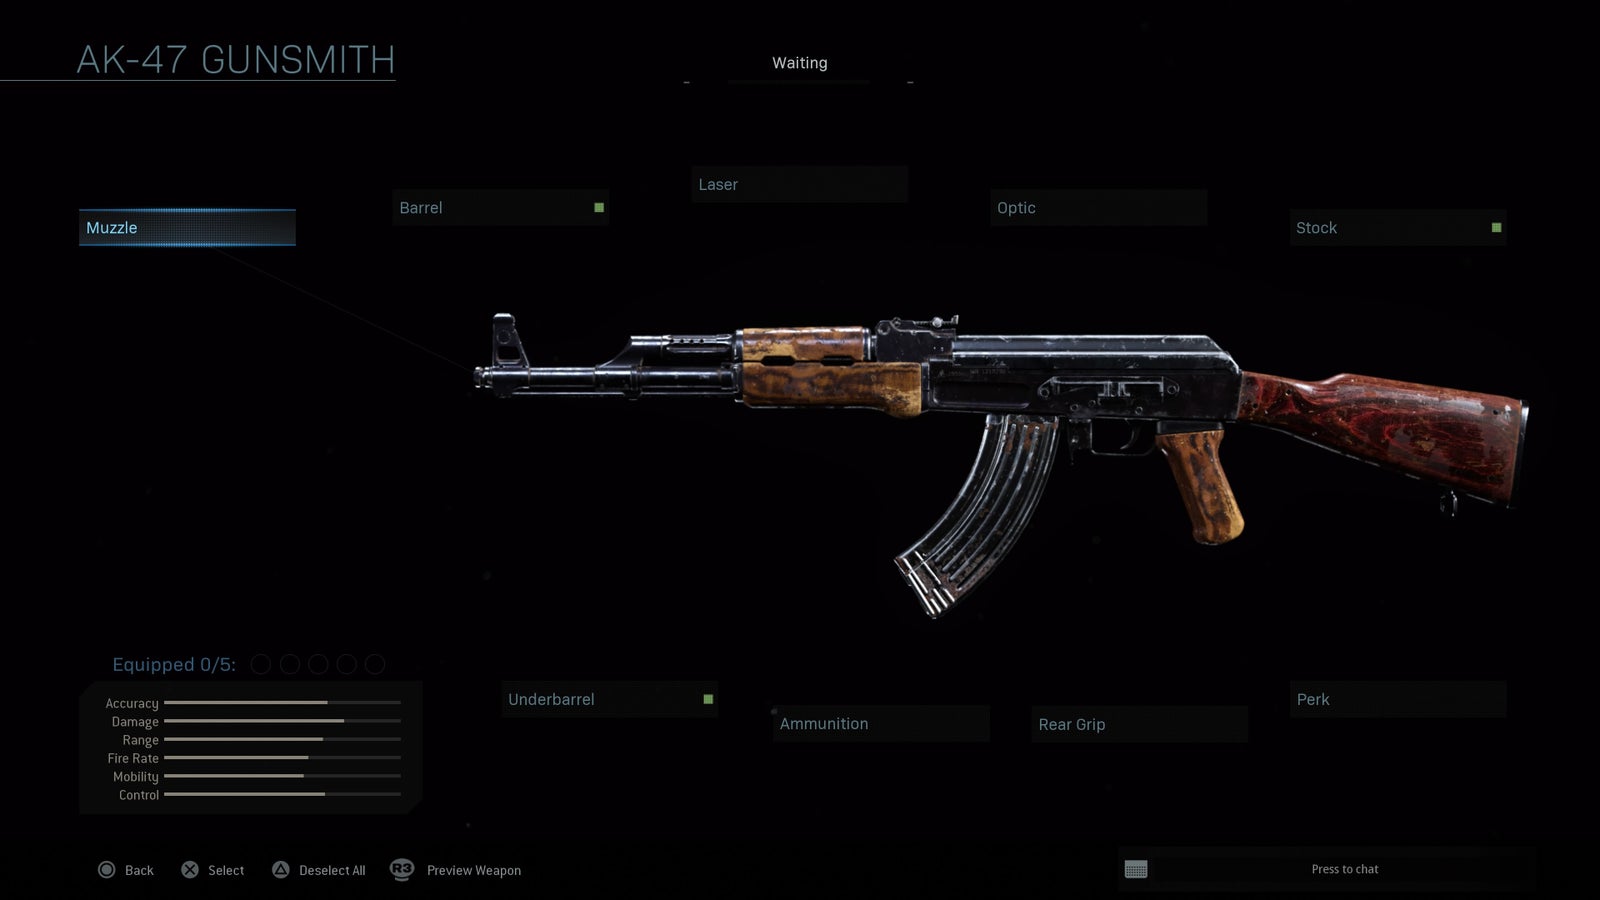 AK-47 GUNSMITH
Waiting
Laser
Barrel
Optic
Muzzle
Stock
Equipped 0/5:
Accuracy
Damage
Range
Fire Rate
Mobility
Control
Underbarrel
Ammunition
Rear Grip
Perk
Back
Select
Deselect All
R3
Preview Weapon
Press to chat